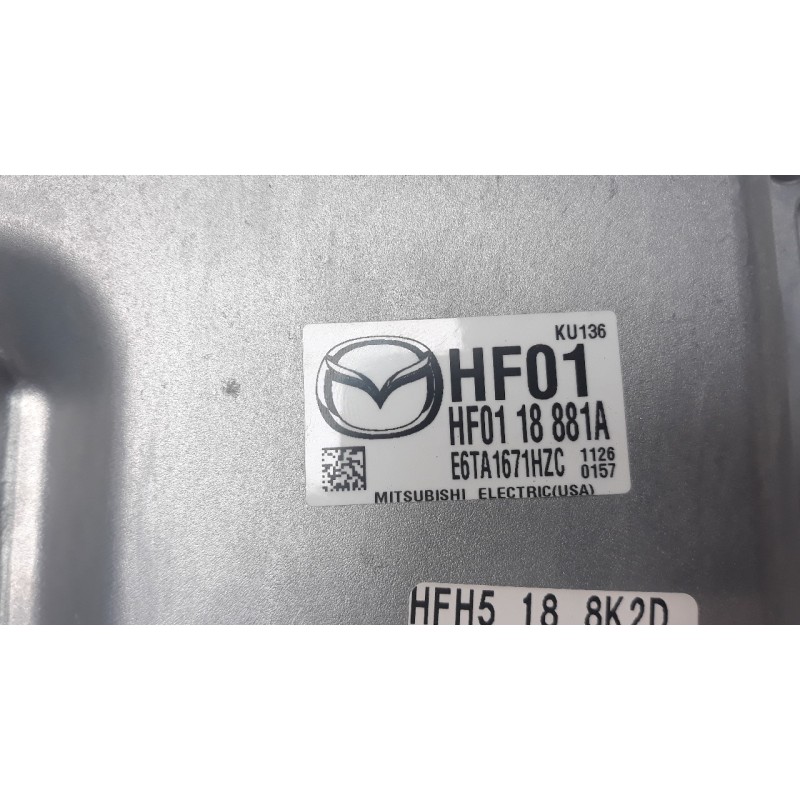 KU136
HF01
HF01 18 881A
E6TA1671HZC 1126
0157
MITSUBISHI ELECTRIC(USA)
HFH5 18 8K2D